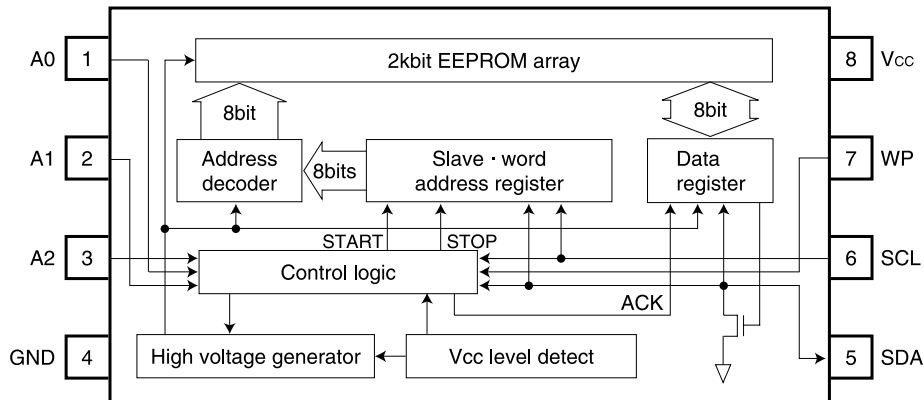 2kbit EEPROM array
A0 1
8 Vcc
8bit
8bit
A1 2
Address
decoder
8bits
Slave · word
address register
Data
register
7 WP
START STOP
A2 3
Control logic
6 SCL
ACK
GND 4
High voltage generator
Vcc level detect
5 SDA